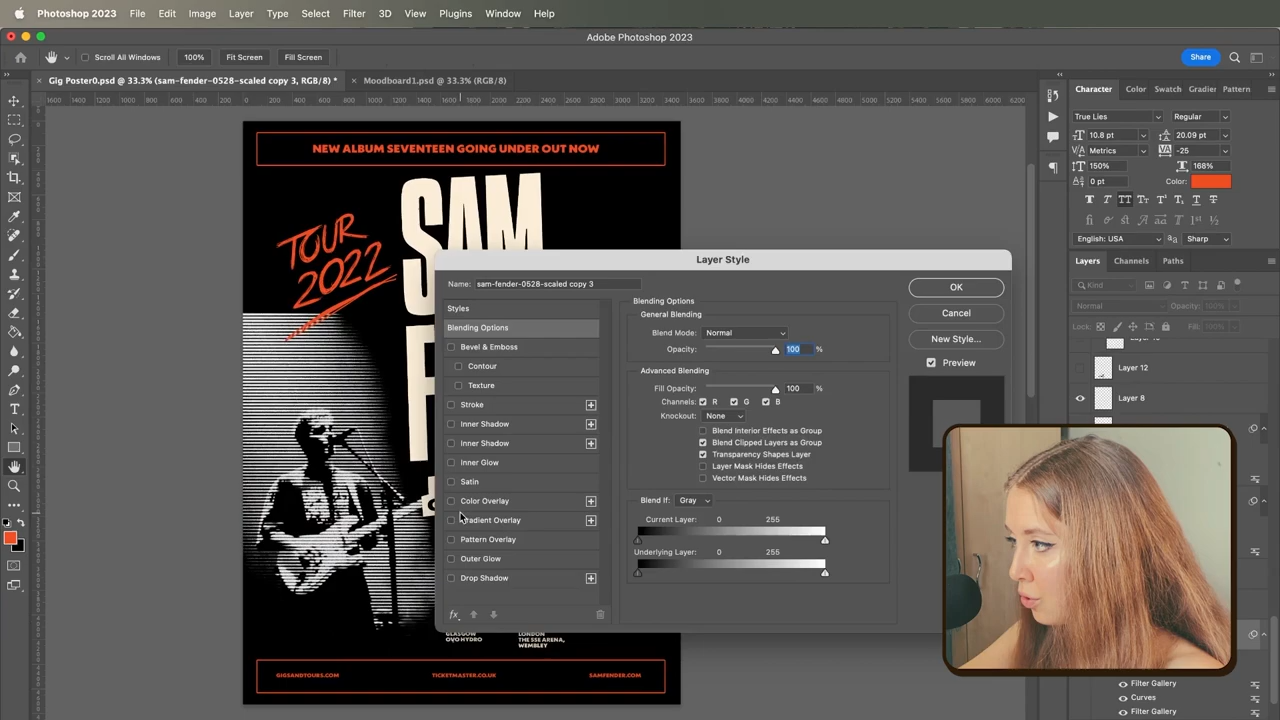 Photoshop 2023 File Edit Image Layer Type Select Filter 3D View Plugins Window Help
Adobe Photoshop 2023
Scroll All Windows 100% Fit Screen Fill Screen Share
Gig Poster0.psd @ 33.3% (sam-fender-0528-scaled copy 3, RGB/8) * Moodboard1.psd @ 33.3% (RGB/8)
Character Color Swatch Gradier Pattern
True Lies Regular
10.8 pt 20.09 pt
Metrics -25
150% 168%
0 pt Color:
English: USA Sharp
Layers Channels Paths
Kind
Normal Opacity: 100%
Lock: Fill: 100%
Layer 12
Layer 8
Filter Gallery
Curves
Filter Gallery
NEW ALBUM SEVENTEEN GOING UNDER OUT NOW
TOUR
2022
SAM
GLASGOW
OVO HYDRO
LONDON
THE SSE ARENA,
WEMBLEY
GIGSANDTOURS.COM TICKETMASTER.CO.UK SAMFENDER.COM
Layer Style
Name: sam-fender-0528-scaled copy 3
Styles
Blending Options
Bevel & Emboss
Contour
Texture
Stroke
Inner Shadow
Inner Shadow
Inner Glow
Satin
Color Overlay
Gradient Overlay
Pattern Overlay
Outer Glow
Drop Shadow
fx
Blending Options
General Blending
Blend Mode: Normal
Opacity: 100 %
Advanced Blending
Fill Opacity: 100 %
Channels: R G B
Knockout: None
Blend Interior Effects as Group
Blend Clipped Layers as Group
Transparency Shapes Layer
Layer Mask Hides Effects
Vector Mask Hides Effects
Blend If: Gray
Current Layer: 0 255
Underlying Layer: 0 255
OK
Cancel
New Style...
Preview